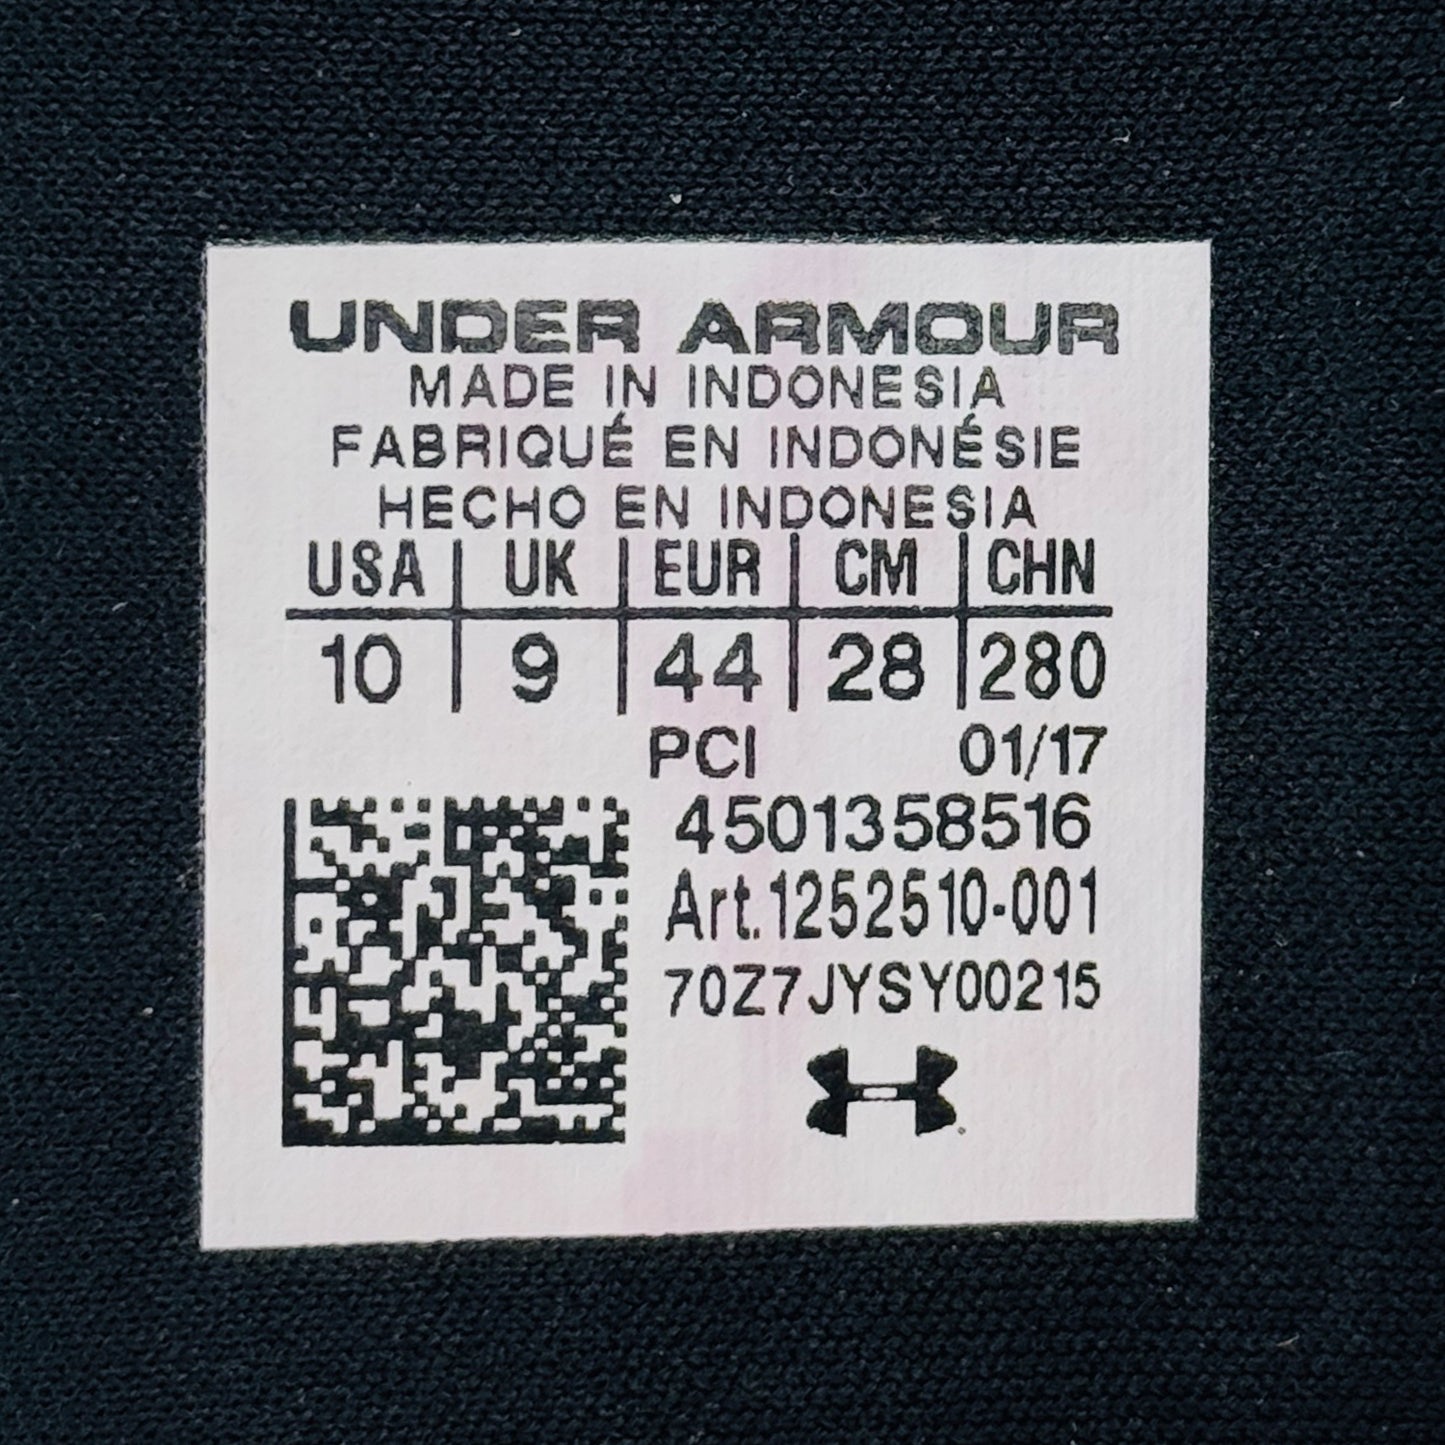 UNDER ARMOUR
MADE IN INDONESIA
FABRIQUÉ EN INDONÉSIE
HECHO EN INDONESIA
USA | UK | EUR | CM | CHN
10 | 9 | 44 | 28 | 280
PCI 01/17
4501358516
Art.1252510-001
70Z7JYSY00215